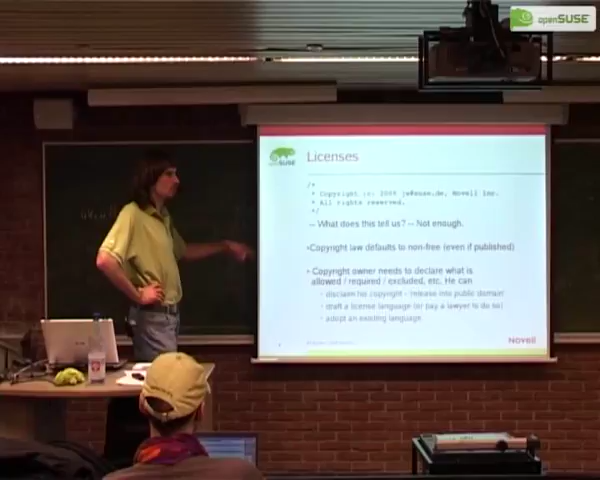 openSUSE
openSUSE
Licenses
/*
* Copyright (c) 2009 jw@suse.de, Novell Inc.
* All rights reserved.
*/
– What does this tell us? – Not enough.
Copyright law defaults to non-free (even if published)
Copyright owner needs to declare what is
allowed / required / excluded, etc. He can
disclaim his copyright - release into public domain
draft a license language (or pay a lawyer to do so)
adopt an existing language
Novell